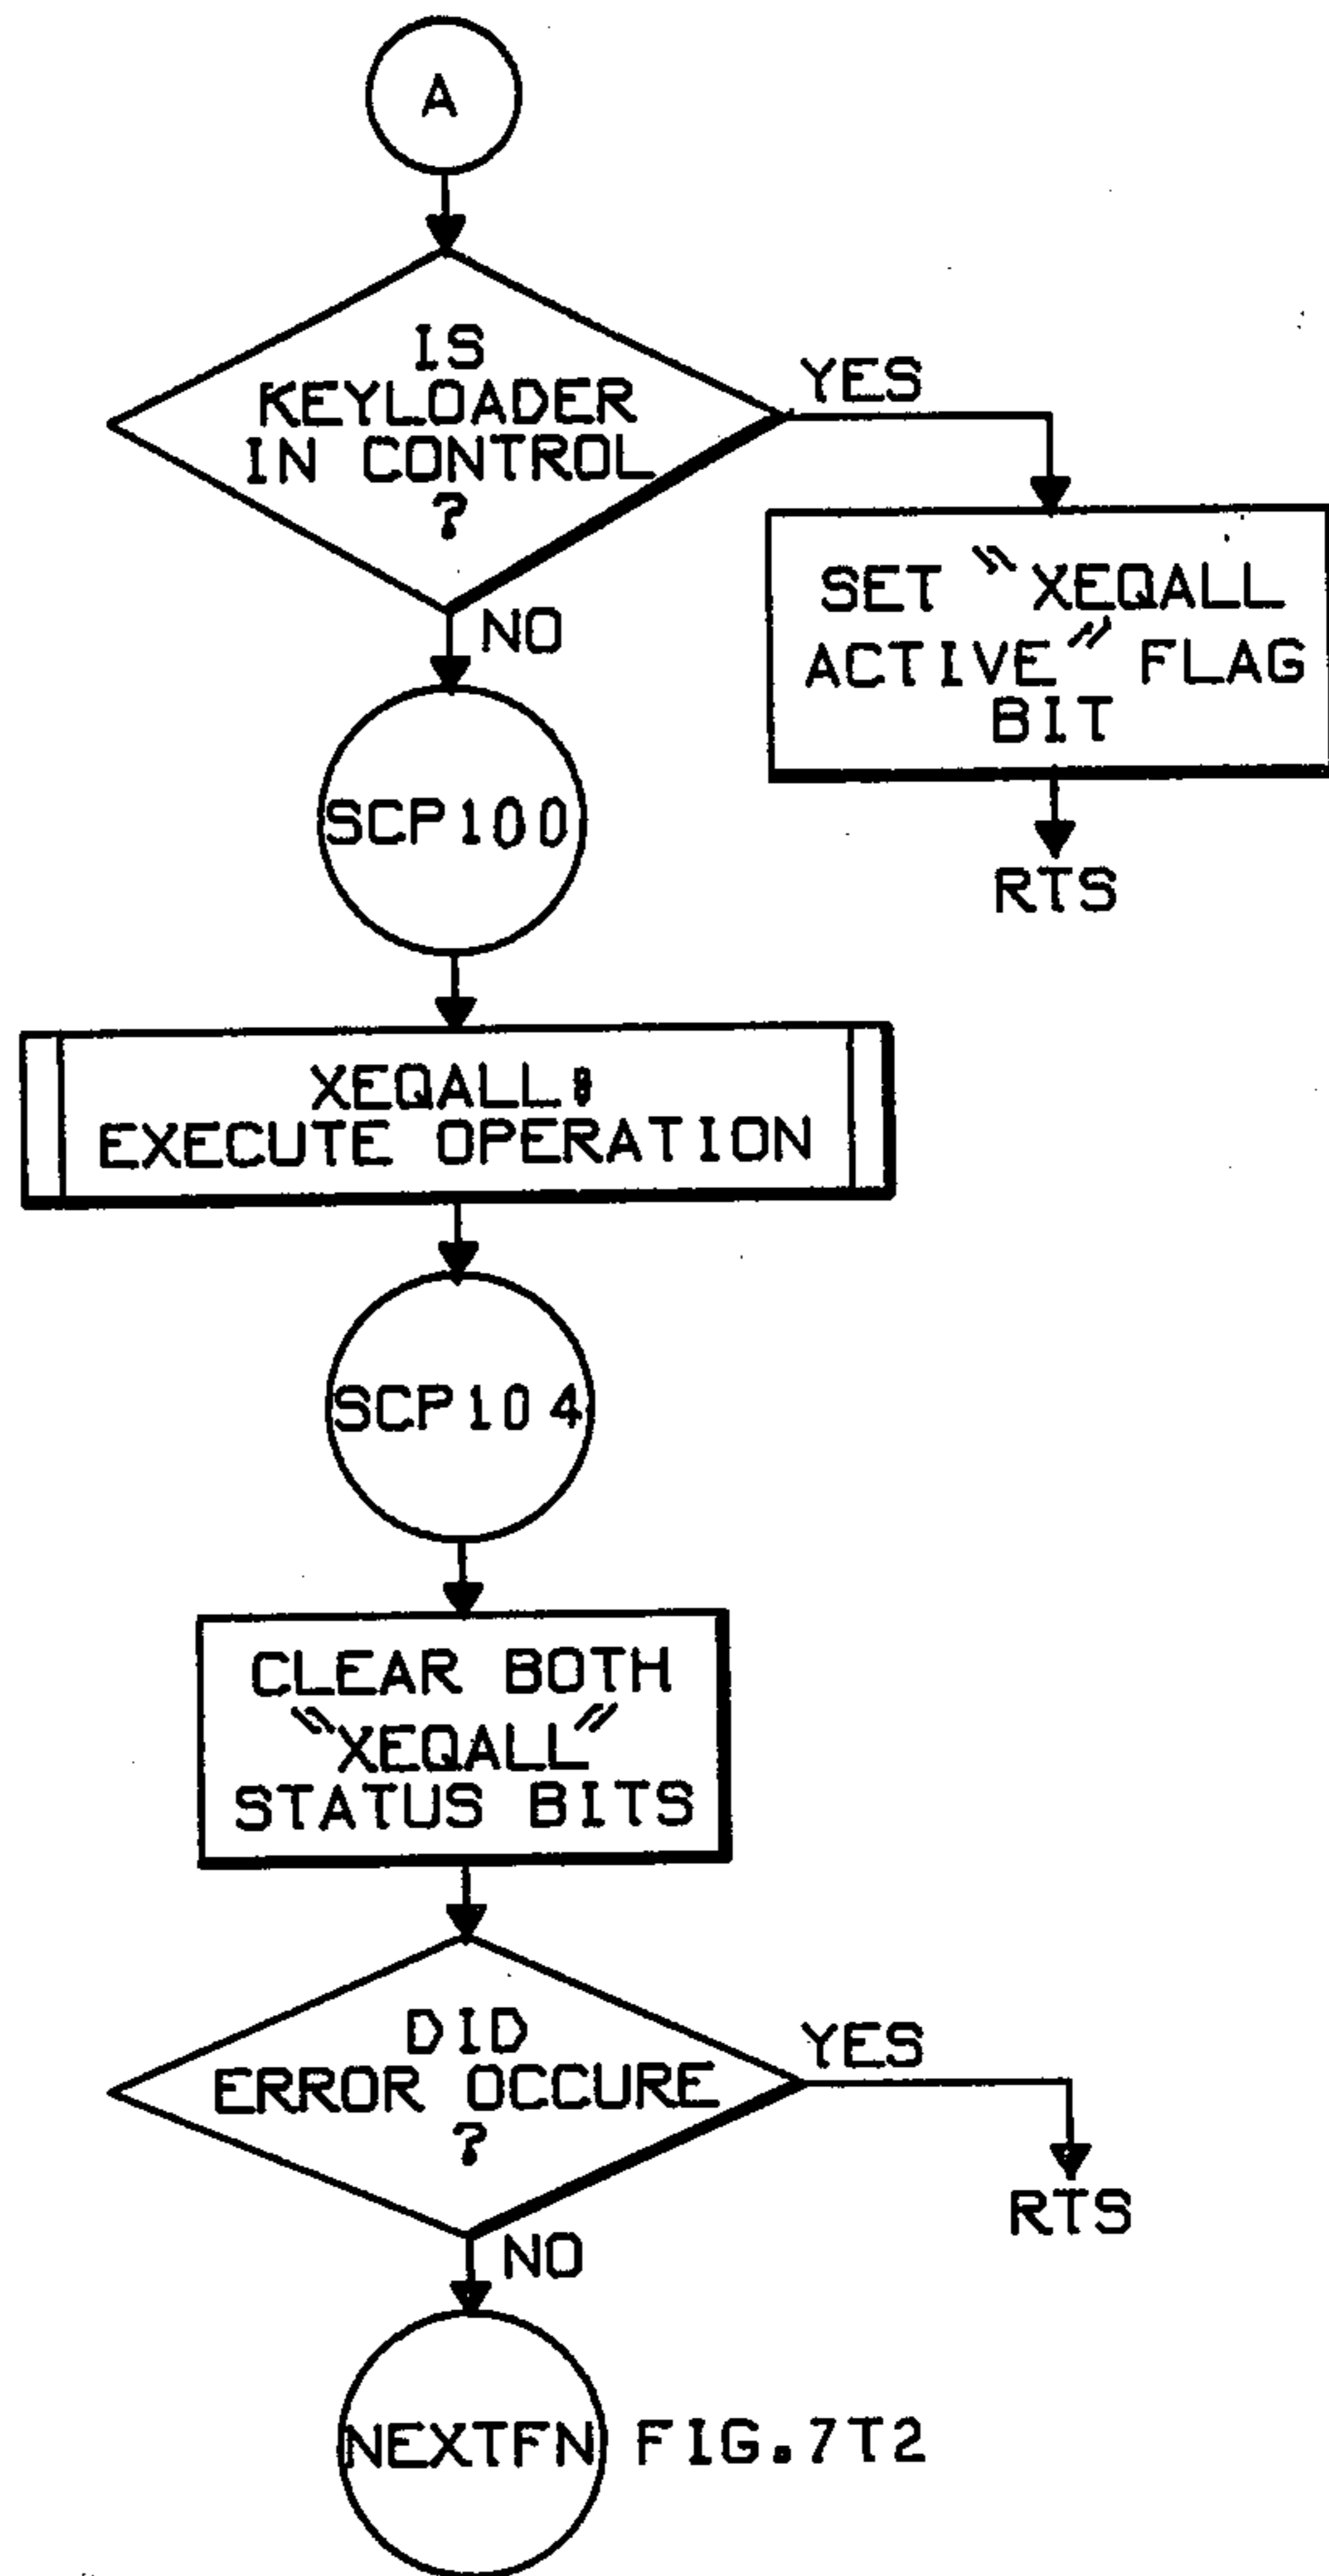 A
IS
KEYLOADER
IN CONTROL
?
YES
NO
SET "XEQALL
ACTIVE" FLAG
BIT
RTS
SCP100
XEQALL:
EXECUTE OPERATION
SCP104
CLEAR BOTH
"XEQALL"
STATUS BITS
DID
ERROR OCCURE
?
YES
RTS
NO
NEXTFN FIG.7T2